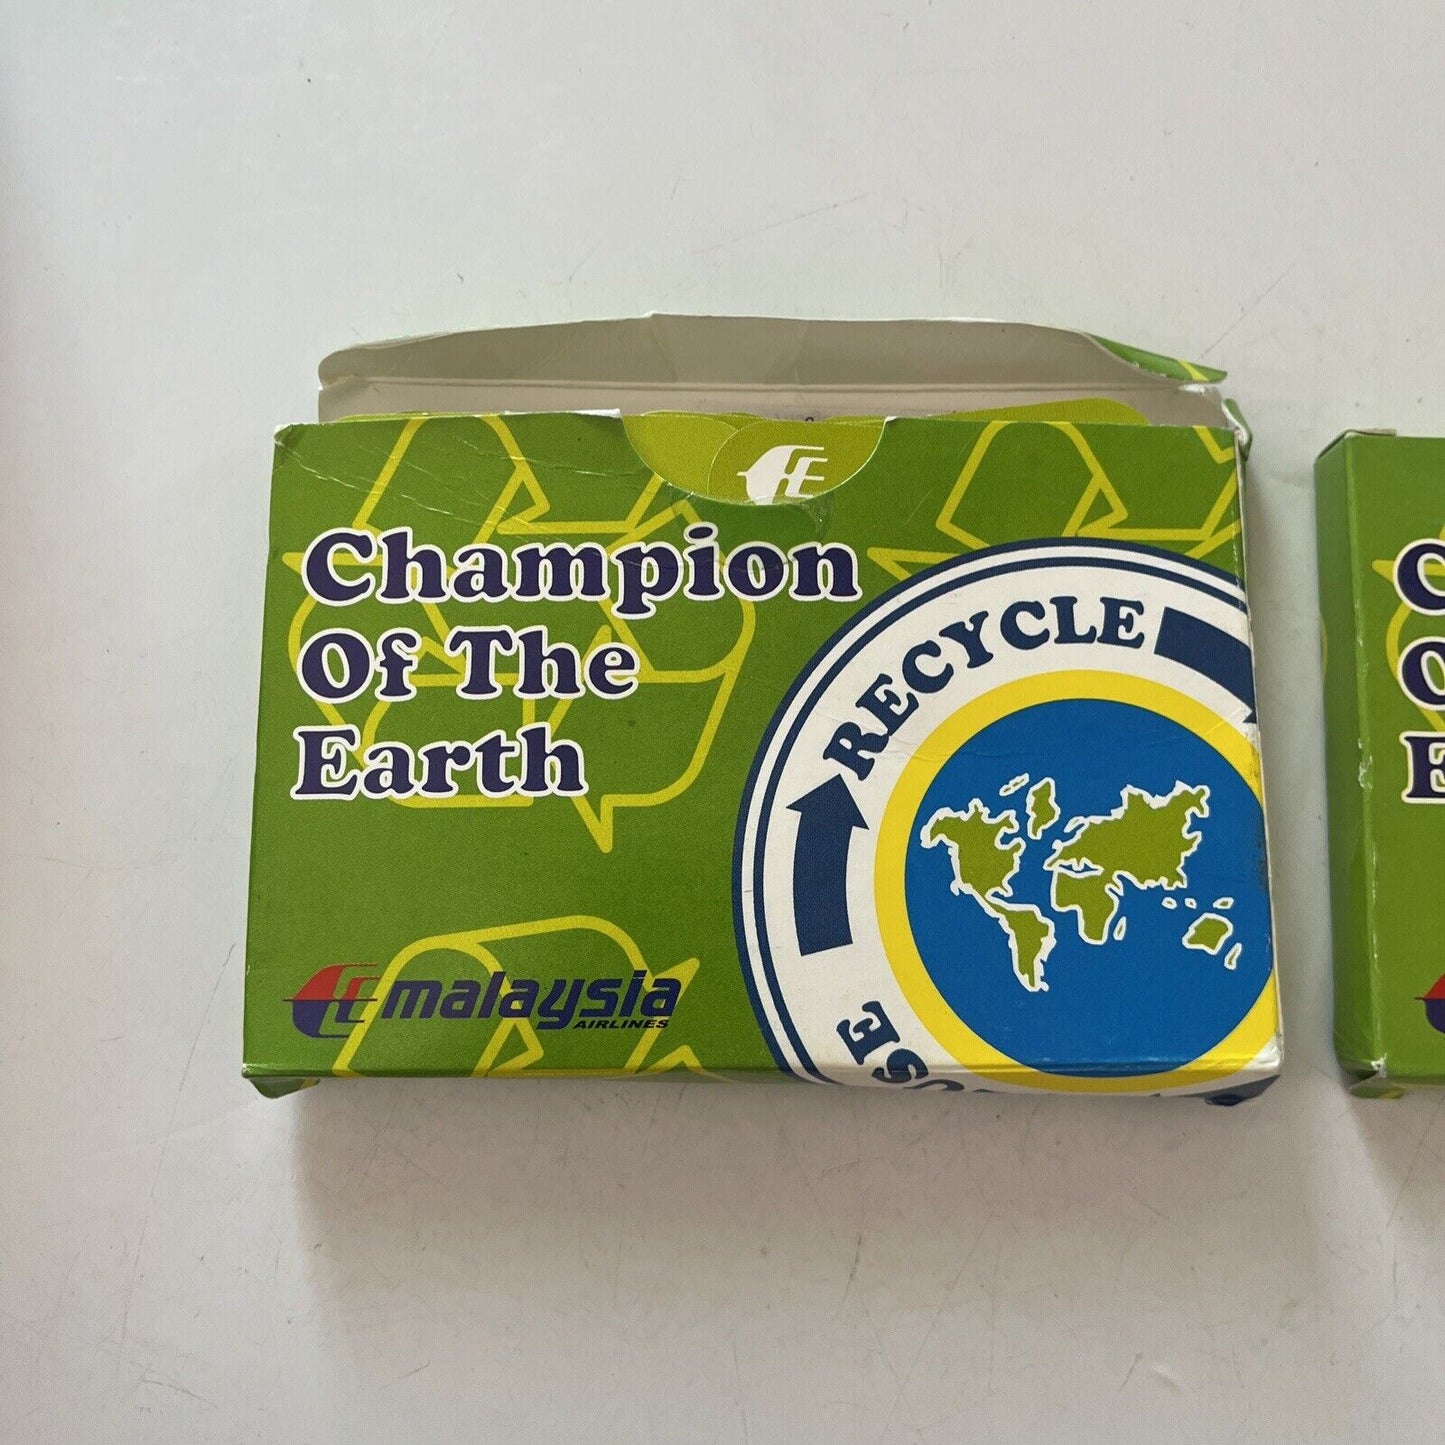 Champion
Of The
Earth
RECYCLE
malaysia
AIRLINES